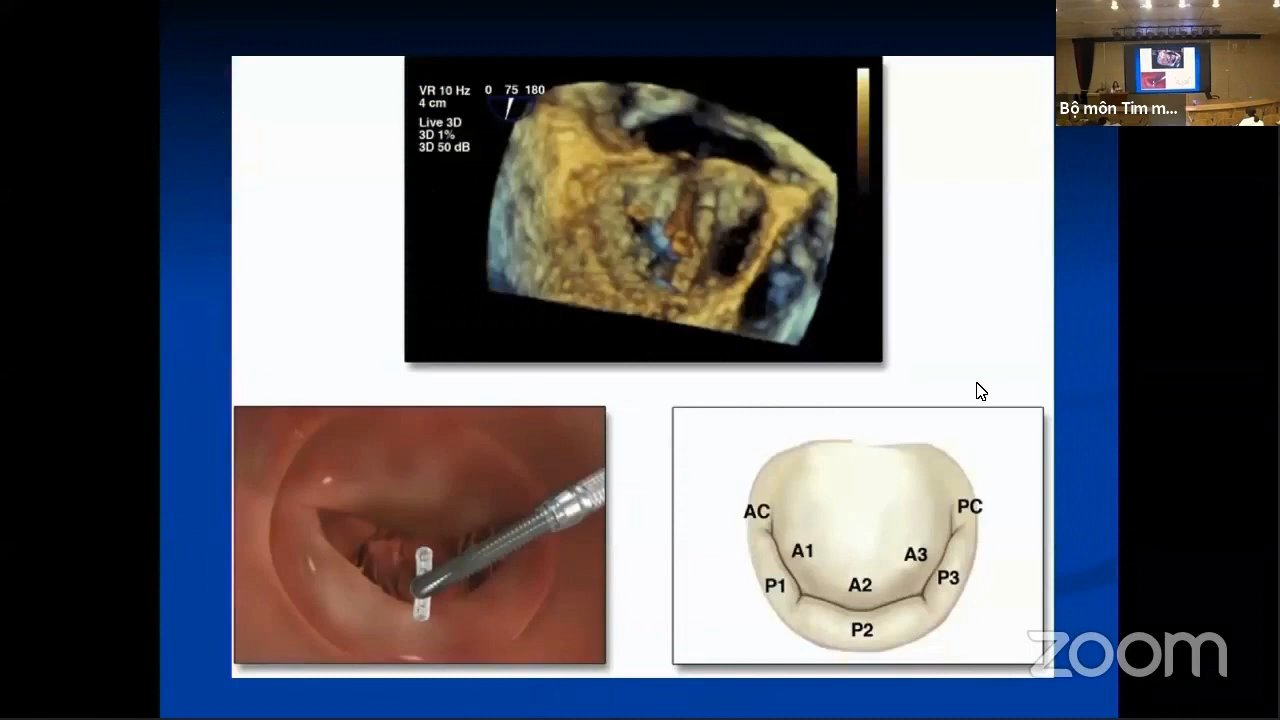 VR 10 Hz
4 cm
0 75 180
Live 3D
3D 1%
3D 50 dB
Bộ môn Tim m...
AC
PC
A1
A3
P1
A2
P3
P2
zoom